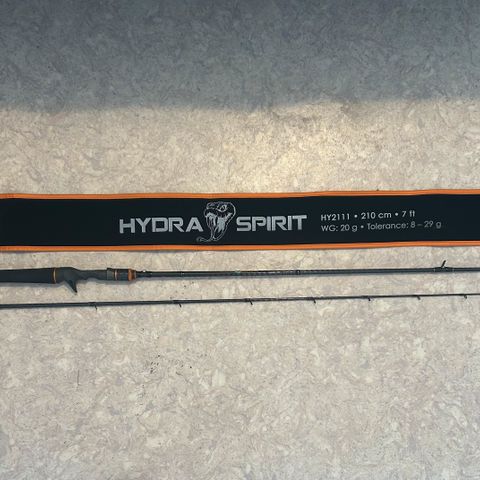 HYDRA SPIRIT
HY2111 • 210 cm • 7 ft
WG: 20 g • Tolerance: 8 – 29 g